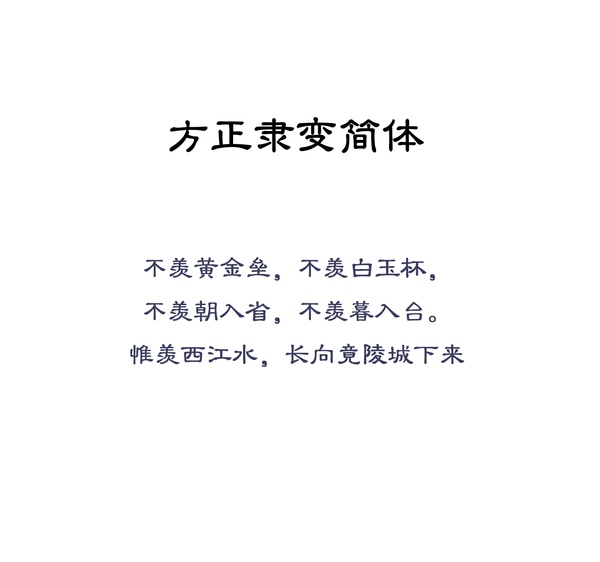 方正隶变简体
不羡黄金垒，不羡白玉杯，
不羡朝入省，不羡暮入台。
惟羡西江水，长向竟陵城下来